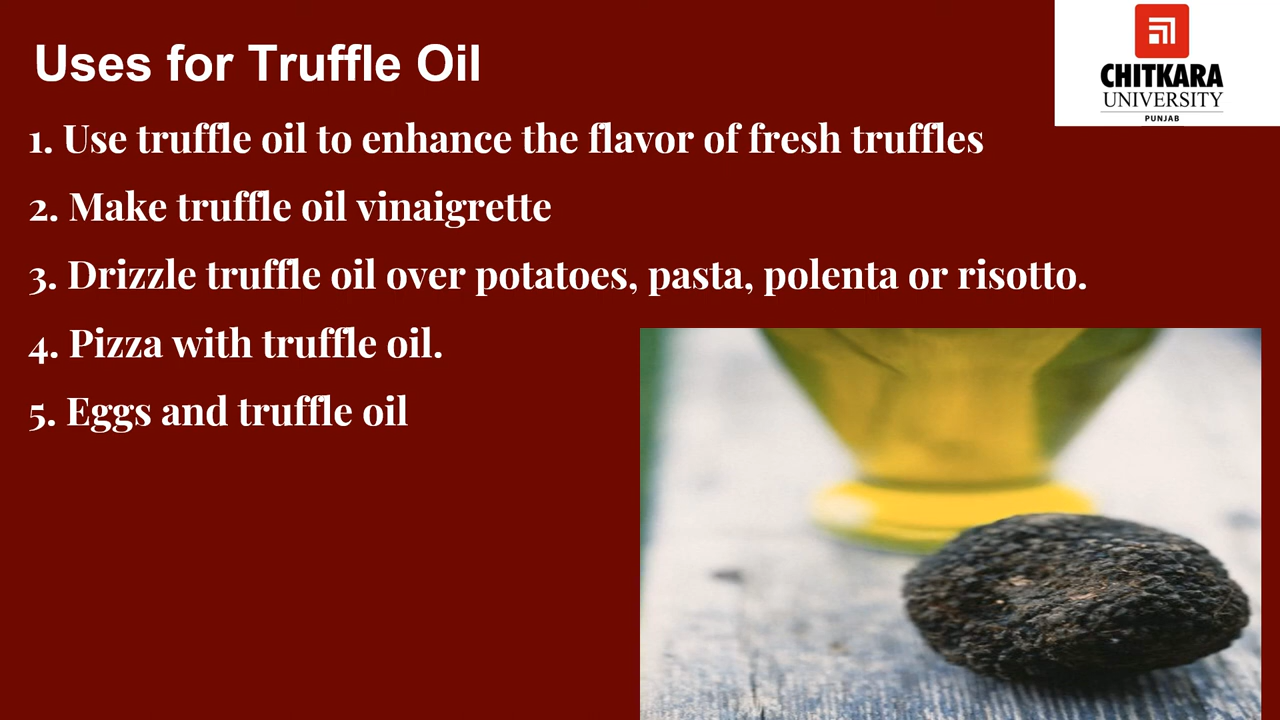 Uses for Truffle Oil
CHITKARA
UNIVERSITY
PUNJAB
1. Use truffle oil to enhance the flavor of fresh truffles
2. Make truffle oil vinaigrette
3. Drizzle truffle oil over potatoes, pasta, polenta or risotto.
4. Pizza with truffle oil.
5. Eggs and truffle oil